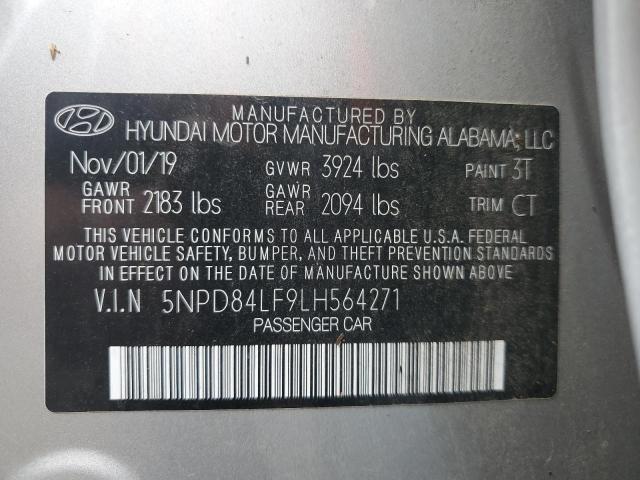 MANUFACTURED BY
HYUNDAI MOTOR MANUFACTURING ALABAMA, LLC
Nov/01/19 GVWR 3924 lbs PAINT 3T
GAWR FRONT 2183 lbs GAWR REAR 2094 lbs TRIM CT
THIS VEHICLE CONFORMS TO ALL APPLICABLE U.S.A. FEDERAL
MOTOR VEHICLE SAFETY, BUMPER, AND THEFT PREVENTION STANDARDS
IN EFFECT ON THE DATE OF MANUFACTURE SHOWN ABOVE
V.I.N 5NPD84LF9LH564271
PASSENGER CAR